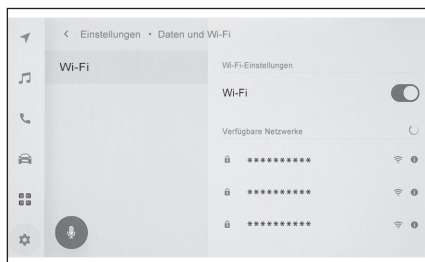 Einstellungen • Daten und Wi-Fi
Wi-Fi
Wi-Fi-Einstellungen
Wi-Fi
Verfügbare Netzwerke
**********
**********
**********